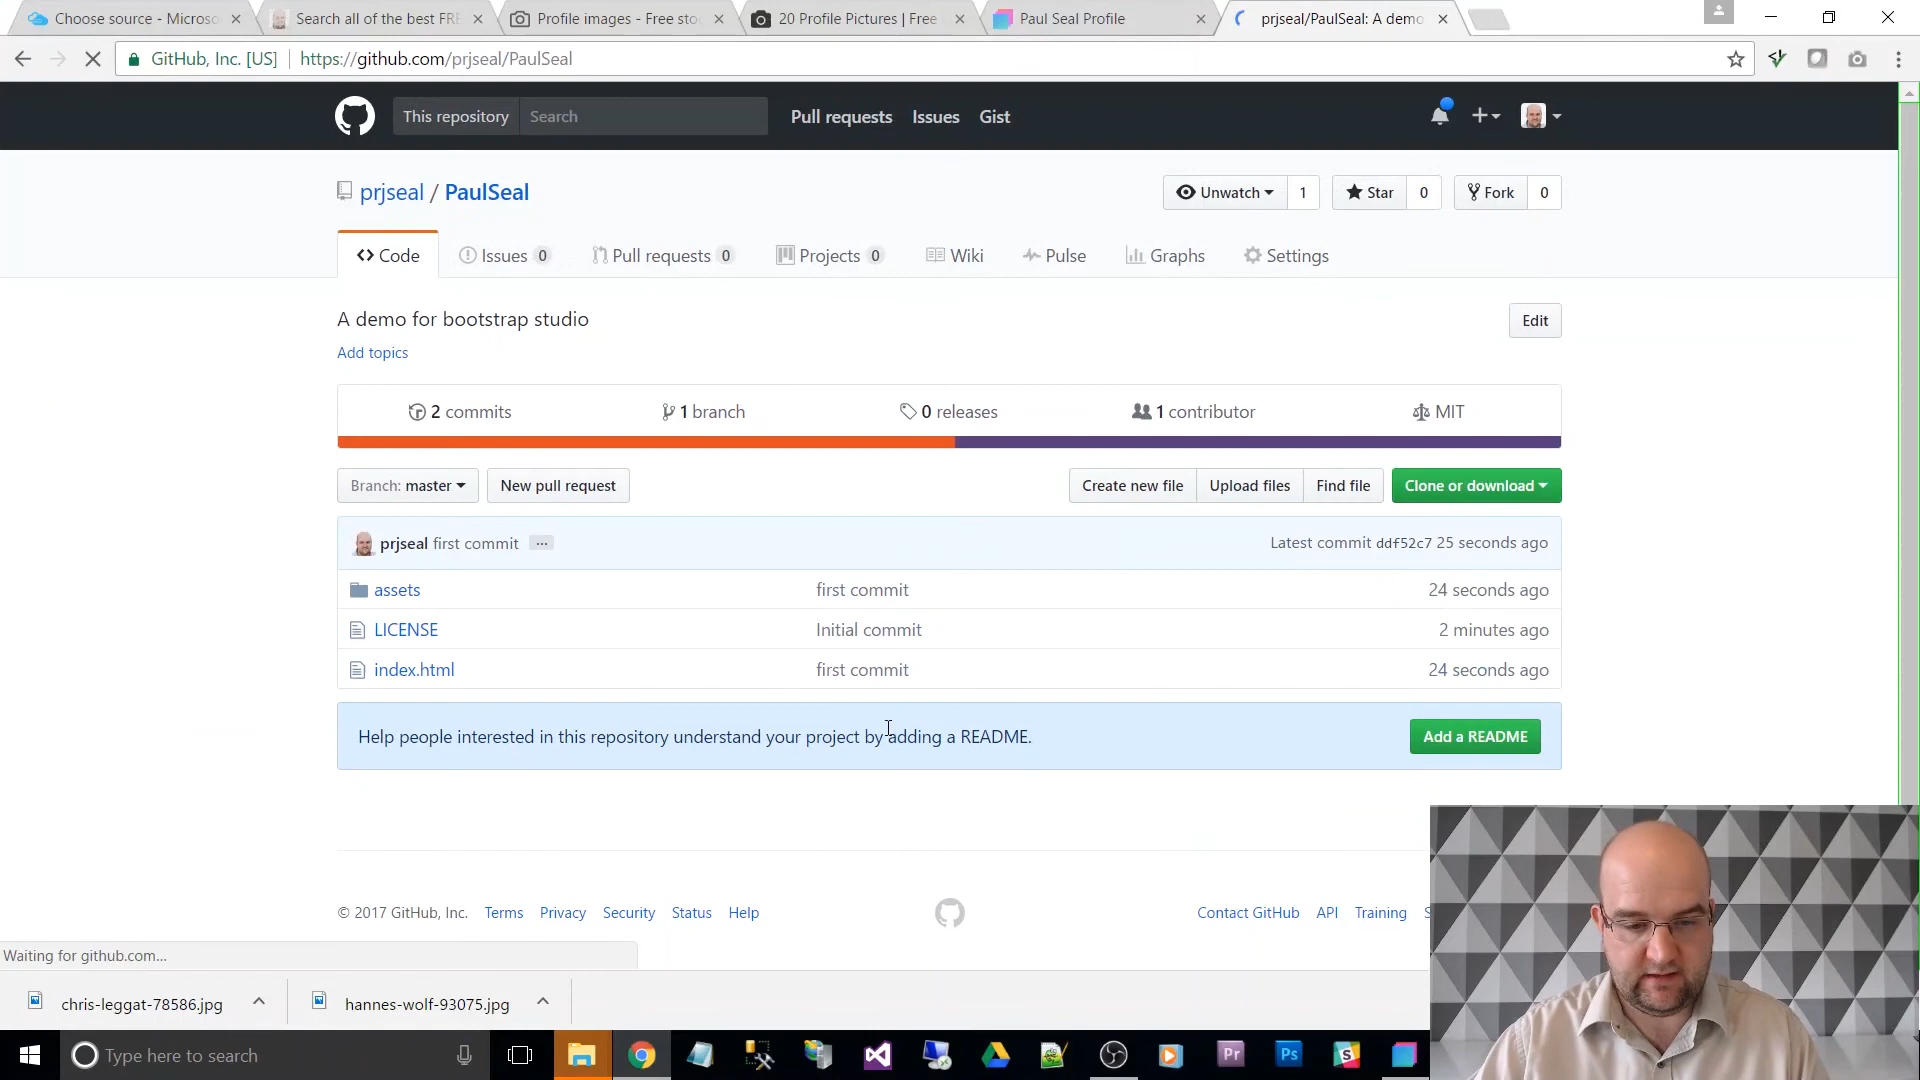 Choose source - Microso
Search all of the best FRE
Profile images - Free sto
20 Profile Pictures | Free
Paul Seal Profile
prjseal/PaulSeal: A demo
GitHub, Inc. [US] https://github.com/prjseal/PaulSeal
This repository Search Pull requests Issues Gist
prjseal / PaulSeal
Unwatch 1 Star 0 Fork 0
Code Issues 0 Pull requests 0 Projects 0 Wiki Pulse Graphs Settings
A demo for bootstrap studio
Edit
Add topics
2 commits 1 branch 0 releases 1 contributor MIT
Branch: master New pull request Create new file Upload files Find file Clone or download
prjseal first commit ... Latest commit ddf52c7 25 seconds ago
assets first commit 24 seconds ago
LICENSE Initial commit 2 minutes ago
index.html first commit 24 seconds ago
Help people interested in this repository understand your project by adding a README. Add a README
© 2017 GitHub, Inc. Terms Privacy Security Status Help Contact GitHub API Training S
Waiting for github.com...
chris-leggat-78586.jpg hannes-wolf-93075.jpg
Type here to search Pr Ps